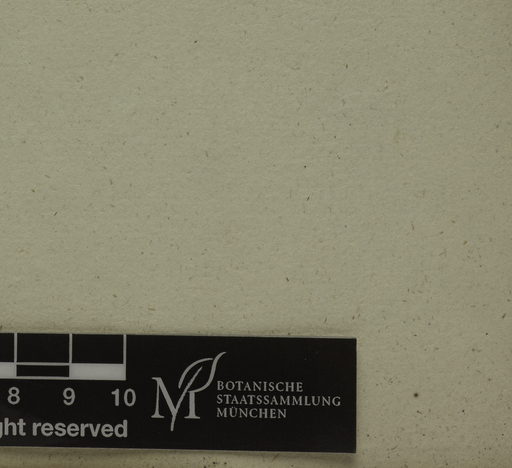 8 9 10
ght reserved
BOTANISCHE
STAATSSAMMLUNG
MÜNCHEN